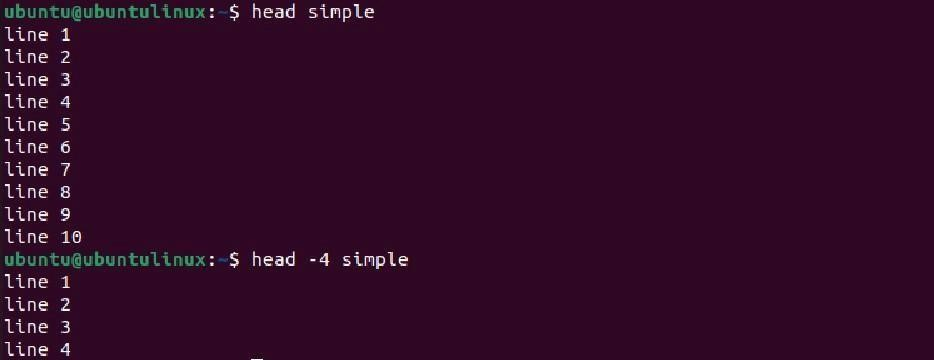 ubuntu@ubuntulinux:~$ head simple
line 1
line 2
line 3
line 4
line 5
line 6
line 7
line 8
line 9
line 10
ubuntu@ubuntulinux:~$ head -4 simple
line 1
line 2
line 3
line 4